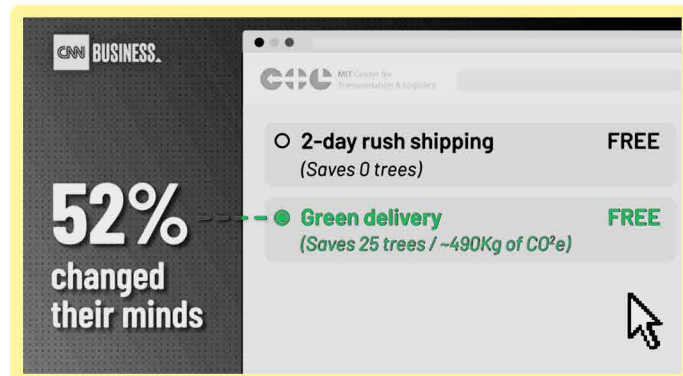 CNN BUSINESS.
MIT Center for
Transportation & Logistics
2-day rush shipping FREE
(Saves 0 trees)
52%
Green delivery FREE
(Saves 25 trees / ~490Kg of CO²e)
changed
their minds